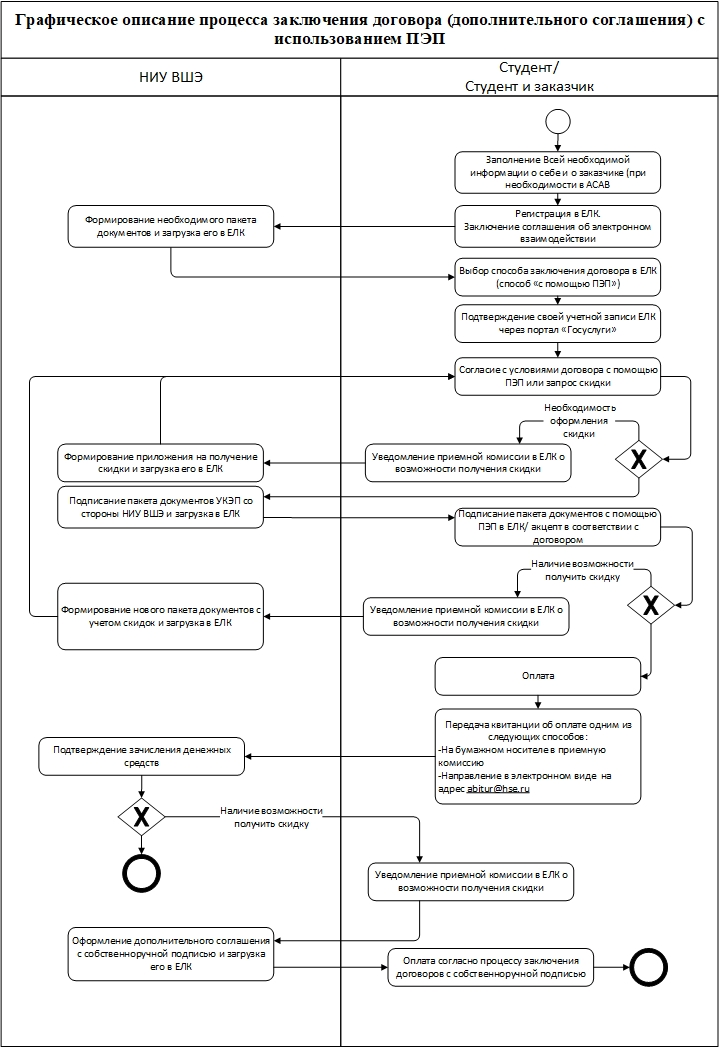 Графическое описание процесса заключения договора (дополнительного соглашения) с
использованием ПЭП
НИУ ВШЭ
Студент/
Студент и заказчик
Заполнение Всей необходимой
информации о себе и о заказчике (при
необходимости в АСАВ
Регистрация в ЕЛК.
Заключение соглашения об электронном
взаимодействии
Формирование необходимого пакета
документов и загрузка его в ЕЛК
Выбор способа заключения договора в ЕЛК
(способ «с помощью ПЭП»)
Подтверждение своей учетной записи ЕЛК
через портал «Госуслуги»
Согласие с условиями договора с помощью
ПЭП или запрос скидки
Необходимость
оформления
скидки
X
Уведомление приемной комиссии в ЕЛК о
возможности получения скидки
Формирование приложения на получение
скидки и загрузка его в ЕЛК
Подписание пакета документов УКЭП со
стороны НИУ ВШЭ и загрузка в ЕЛК
Подписание пакета документов с помощью
ПЭП в ЕЛК/ акцепт в соответствии с
договором
Наличие возможности
получить скидку
X
Уведомление приемной комиссии в ЕЛК о
возможности получения скидки
Формирование нового пакета документов с
учетом скидок и загрузка в ЕЛК
Оплата
Передача квитанции об оплате одним из
следующих способов:
-На бумажном носителе в приемную
комиссию
-Направление в электронном виде на
адрес abitur@hse.ru
Подтверждение зачисления денежных
средств
X
Наличие возможности
получить скидку
Уведомление приемной комиссии в ЕЛК о
возможности получения скидки
Оформление дополнительного соглашения
с собственноручной подписью и загрузка
его в ЕЛК
Оплата согласно процессу заключения
договоров с собственноручной подписью